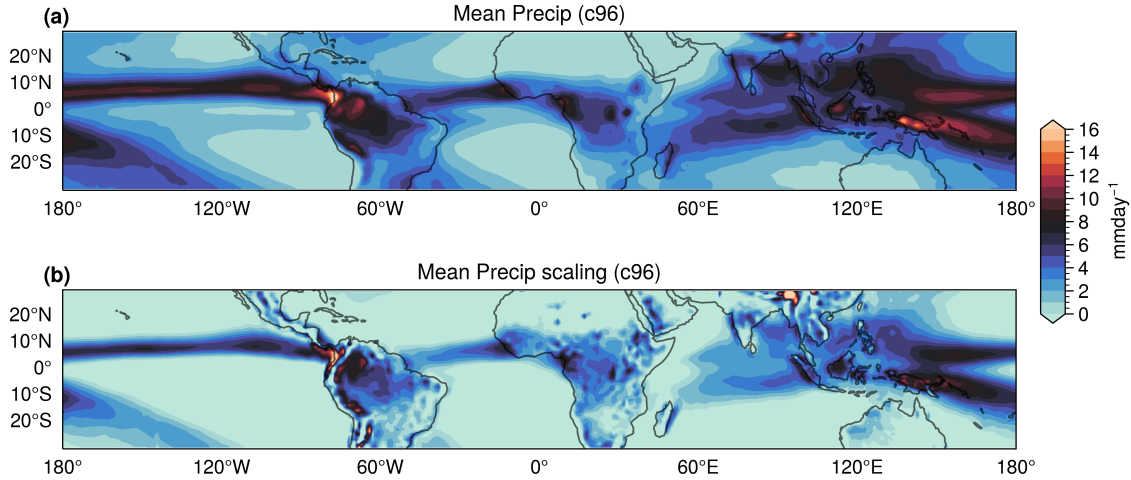 (a) Mean Precip (c96)
20°N
10°N
0°
10°S
20°S
180° 120°W 60°W 0° 60°E 120°E 180°
(b) Mean Precip scaling (c96)
20°N
10°N
0°
10°S
20°S
180° 120°W 60°W 0° 60°E 120°E 180°
16
14
12
10
8
6
4
2
0
mmday⁻¹